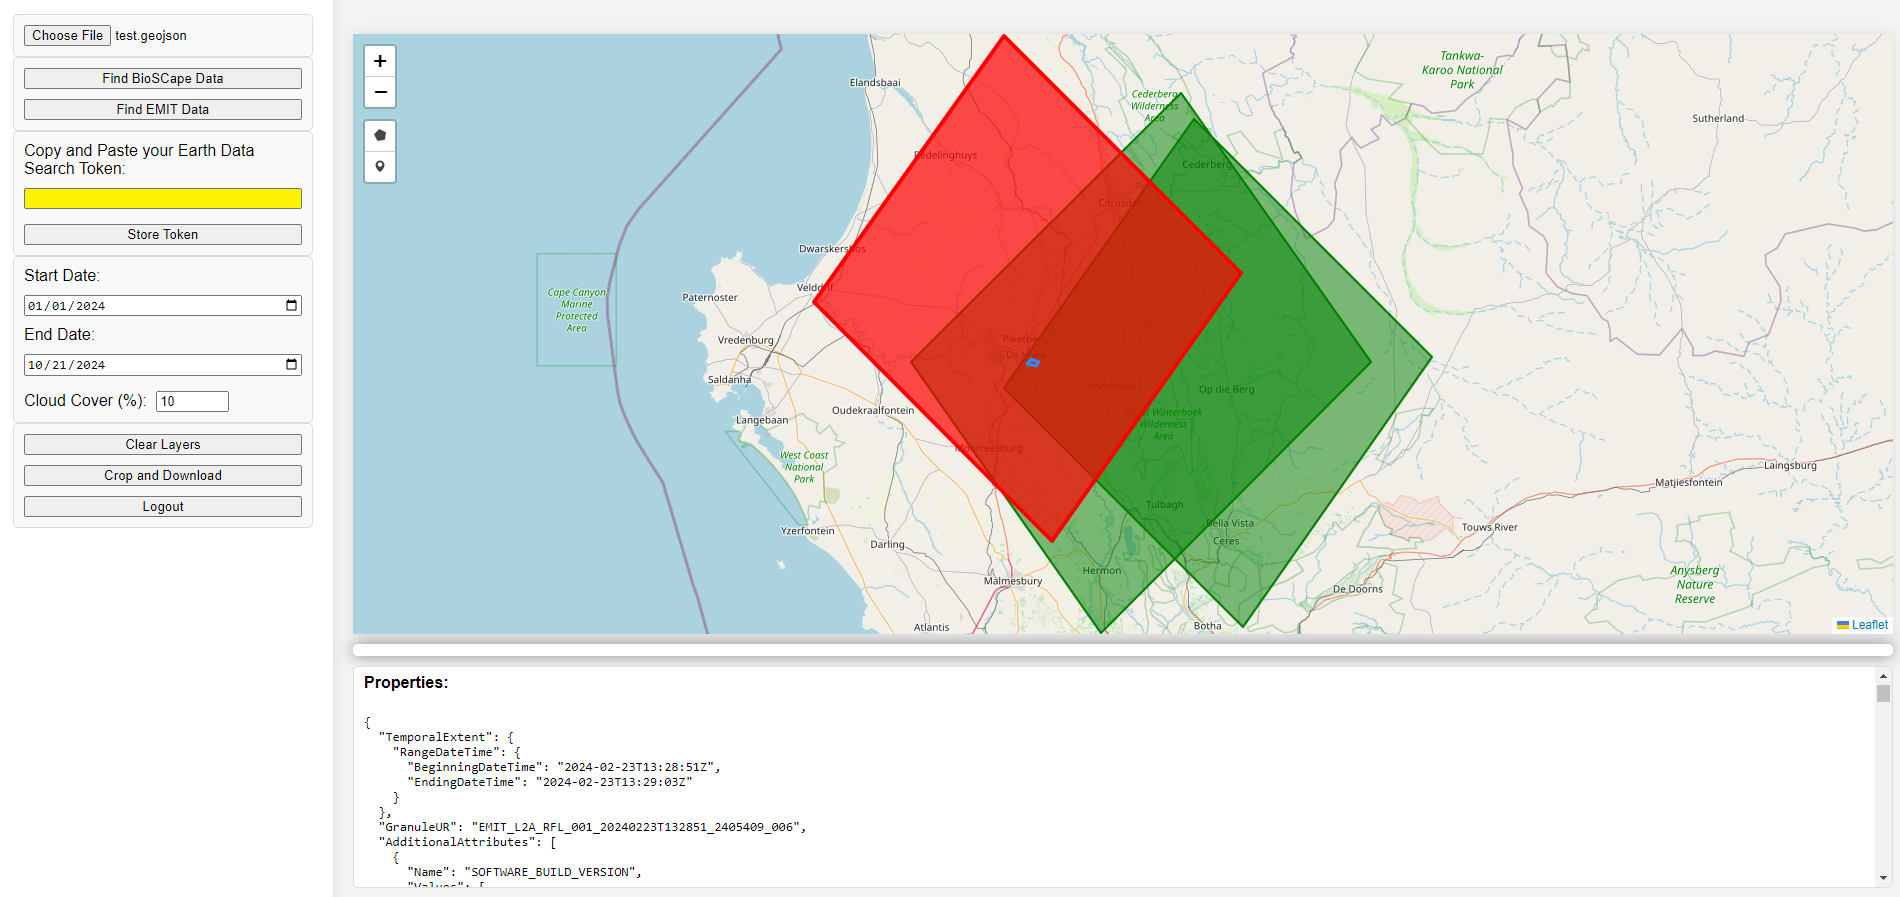 Choose File test.geojson
Find BioSCape Data
Find EMIT Data
Copy and Paste your Earth Data
Search Token:
Store Token
Start Date:
01/01/2024
End Date:
10/21/2024
Cloud Cover (%): 10
Clear Layers
Crop and Download
Logout
+
−
Elandsbaai
Tankwa-
Karoo National
Park
Cederberg
Wilderness
Area
Sutherland
Redelinghuys
Cederberg
Citrusdal
Dwarskersbos
Velddrif
Cape Canyon
Marine
Protected
Area
Paternoster
Vredenburg
Piketberg
De Hoek
Saldanha
Porterville
Op die Berg
Oudekraalfontein
Groot Winterhoek
Wilderness
Area
Langebaan
Moorreesburg
West Coast
National
Park
Laingsburg
Matjiesfontein
Tulbagh
Bella Vista
Touws River
Yzerfontein
Ceres
Darling
Hermon
Malmesbury
Anysberg
Nature
Reserve
De Doorns
Atlantis
Botha
Leaflet
Properties:
{
"TemporalExtent": {
"RangeDateTime": {
"BeginningDateTime": "2024-02-23T13:28:51Z",
"EndingDateTime": "2024-02-23T13:29:03Z"
}
},
"GranuleUR": "EMIT_L2A_RFL_001_20240223T132851_2405409_006",
"AdditionalAttributes": [
{
"Name": "SOFTWARE_BUILD_VERSION",
"Values": [